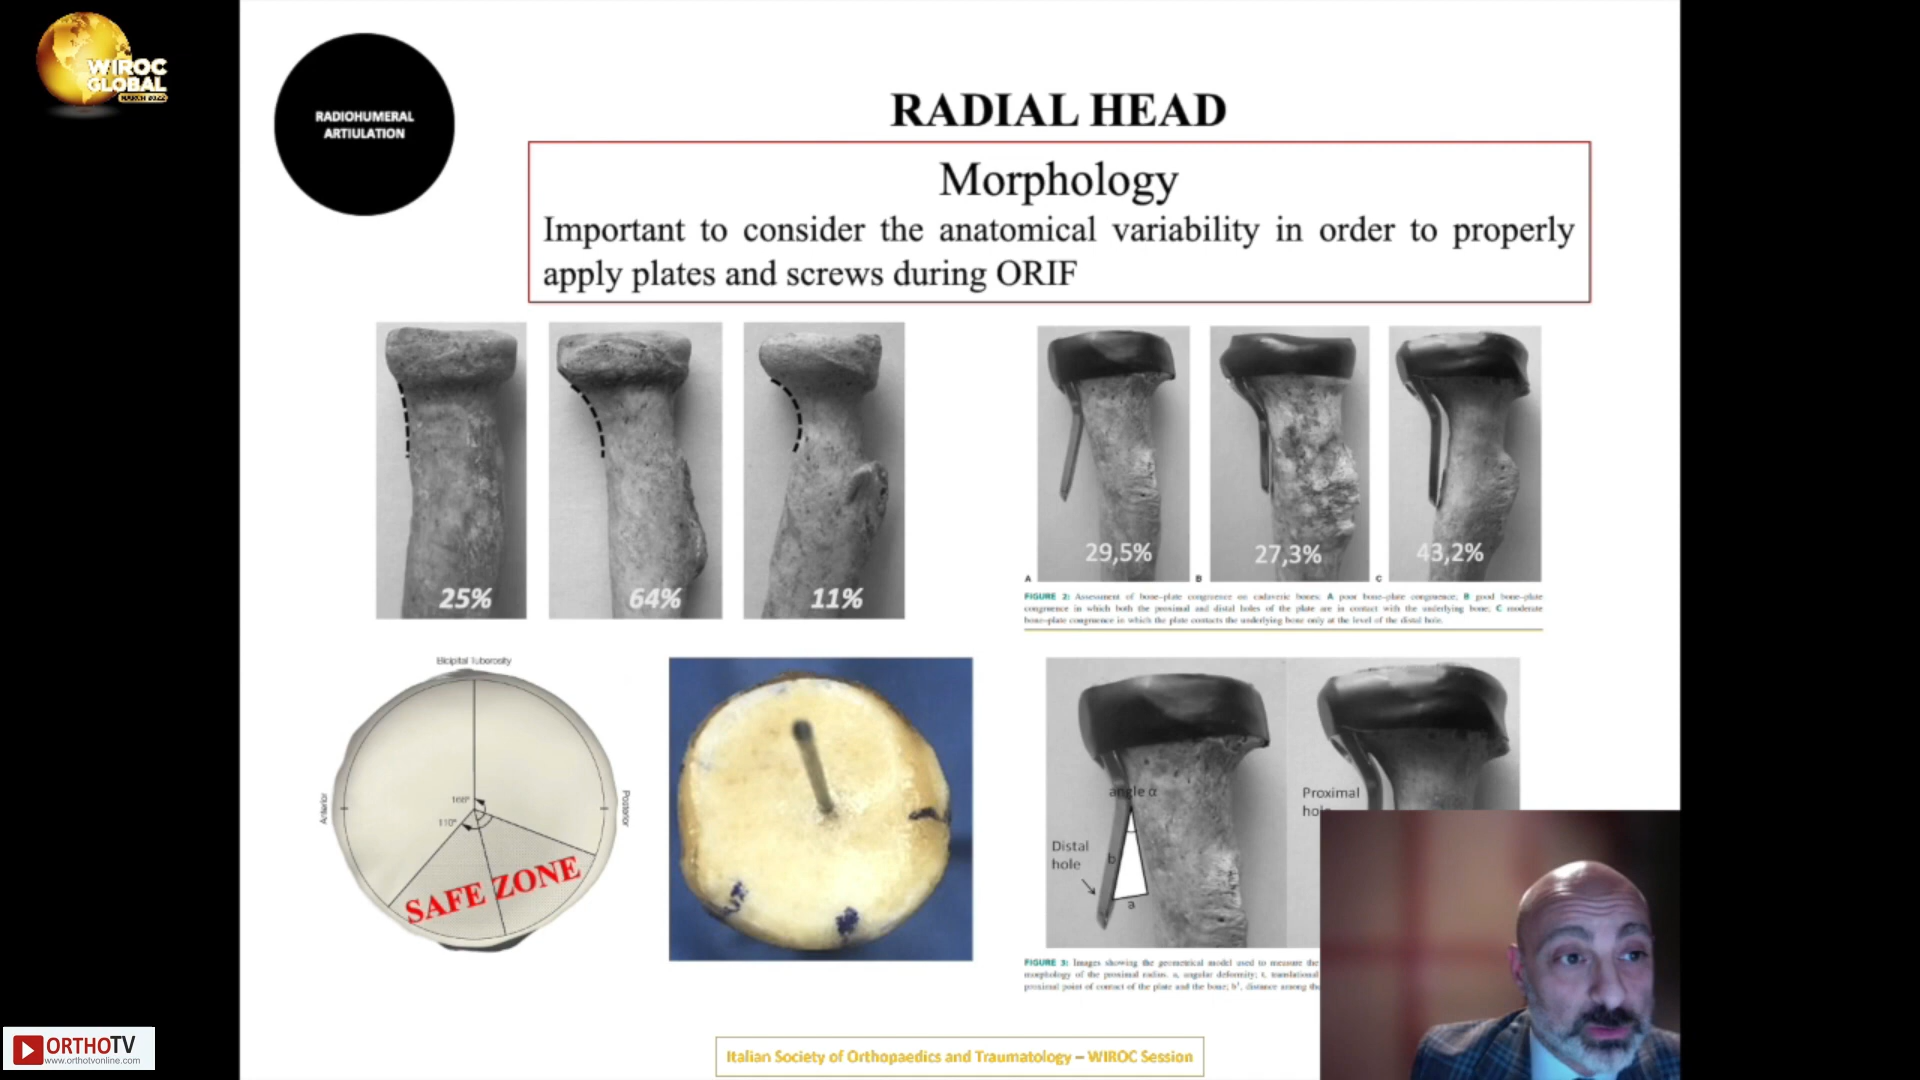 WIROC
GLOBAL
MARCH 2022
RADIOHUMERAL
ARTIULATION
RADIAL HEAD
Morphology
Important to consider the anatomical variability in order to properly
apply plates and screws during ORIF
25%
64%
11%
29,5%
27,3%
43,2%
A
B
C
FIGURE 2: Assessment of bone–plate congruence on cadaveric bones: A poor bone–plate congruence; B good bone–plate
congruence in which both the proximal and distal holes of the plate are in contact with the underlying bone; C moderate
bone–plate congruence in which the plate contacts the underlying bone only at the level of the distal hole.
Bicipital Tuberosity
Anterior
Posterior
160°
110°
SAFE ZONE
angle α
Distal
hole
b
a
Proximal
hole
FIGURE 3: Images showing the geometrical model used to measure the
morphology of the proximal radius. a, angular deformity; t, translational
proximal point of contact of the plate and the bone; b', distance among the
Italian Society of Orthopaedics and Traumatology – WIROC Session
ORTHOTV
www.orthotvonline.com